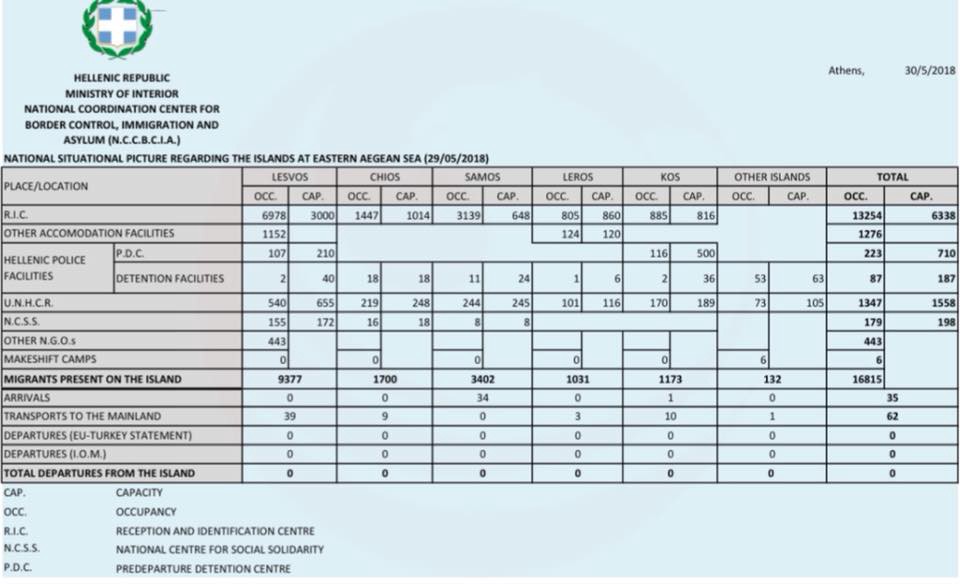 HELLENIC REPUBLIC
MINISTRY OF INTERIOR
NATIONAL COORDINATION CENTER FOR
BORDER CONTROL, IMMIGRATION AND
ASYLUM (N.C.C.B.C.I.A.)
Athens, 30/5/2018
NATIONAL SITUATIONAL PICTURE REGARDING THE ISLANDS AT EASTERN AEGEAN SEA (29/05/2018)
PLACE/LOCATION LESVOS CHIOS SAMOS LEROS KOS OTHER ISLANDS TOTAL
OCC. CAP. OCC. CAP. OCC. CAP. OCC. CAP. OCC. CAP. OCC. CAP. OCC. CAP.
R.I.C. 6978 3000 1447 1014 3139 648 805 860 885 816 13254 6338
OTHER ACCOMODATION FACILITIES 1152 124 120 1276
HELLENIC POLICE FACILITIES P.D.C. 107 210 116 500 223 710
DETENTION FACILITIES 2 40 18 18 11 24 1 6 2 36 53 63 87 187
U.N.H.C.R. 540 655 219 248 244 245 101 116 170 189 73 105 1347 1558
N.C.S.S. 155 172 16 18 8 8 179 198
OTHER N.G.O.s 443 443
MAKESHIFT CAMPS 0 0 0 0 0 6 6
MIGRANTS PRESENT ON THE ISLAND 9377 1700 3402 1031 1173 132 16815
ARRIVALS 0 0 34 0 1 0 35
TRANSPORTS TO THE MAINLAND 39 9 0 3 10 1 62
DEPARTURES (EU-TURKEY STATEMENT) 0 0 0 0 0 0 0
DEPARTURES (I.O.M.) 0 0 0 0 0 0 0
TOTAL DEPARTURES FROM THE ISLAND 0 0 0 0 0 0 0
CAP. CAPACITY
OCC. OCCUPANCY
R.I.C. RECEPTION AND IDENTIFICATION CENTRE
N.C.S.S. NATIONAL CENTRE FOR SOCIAL SOLIDARITY
P.D.C. PREDEPARTURE DETENTION CENTRE